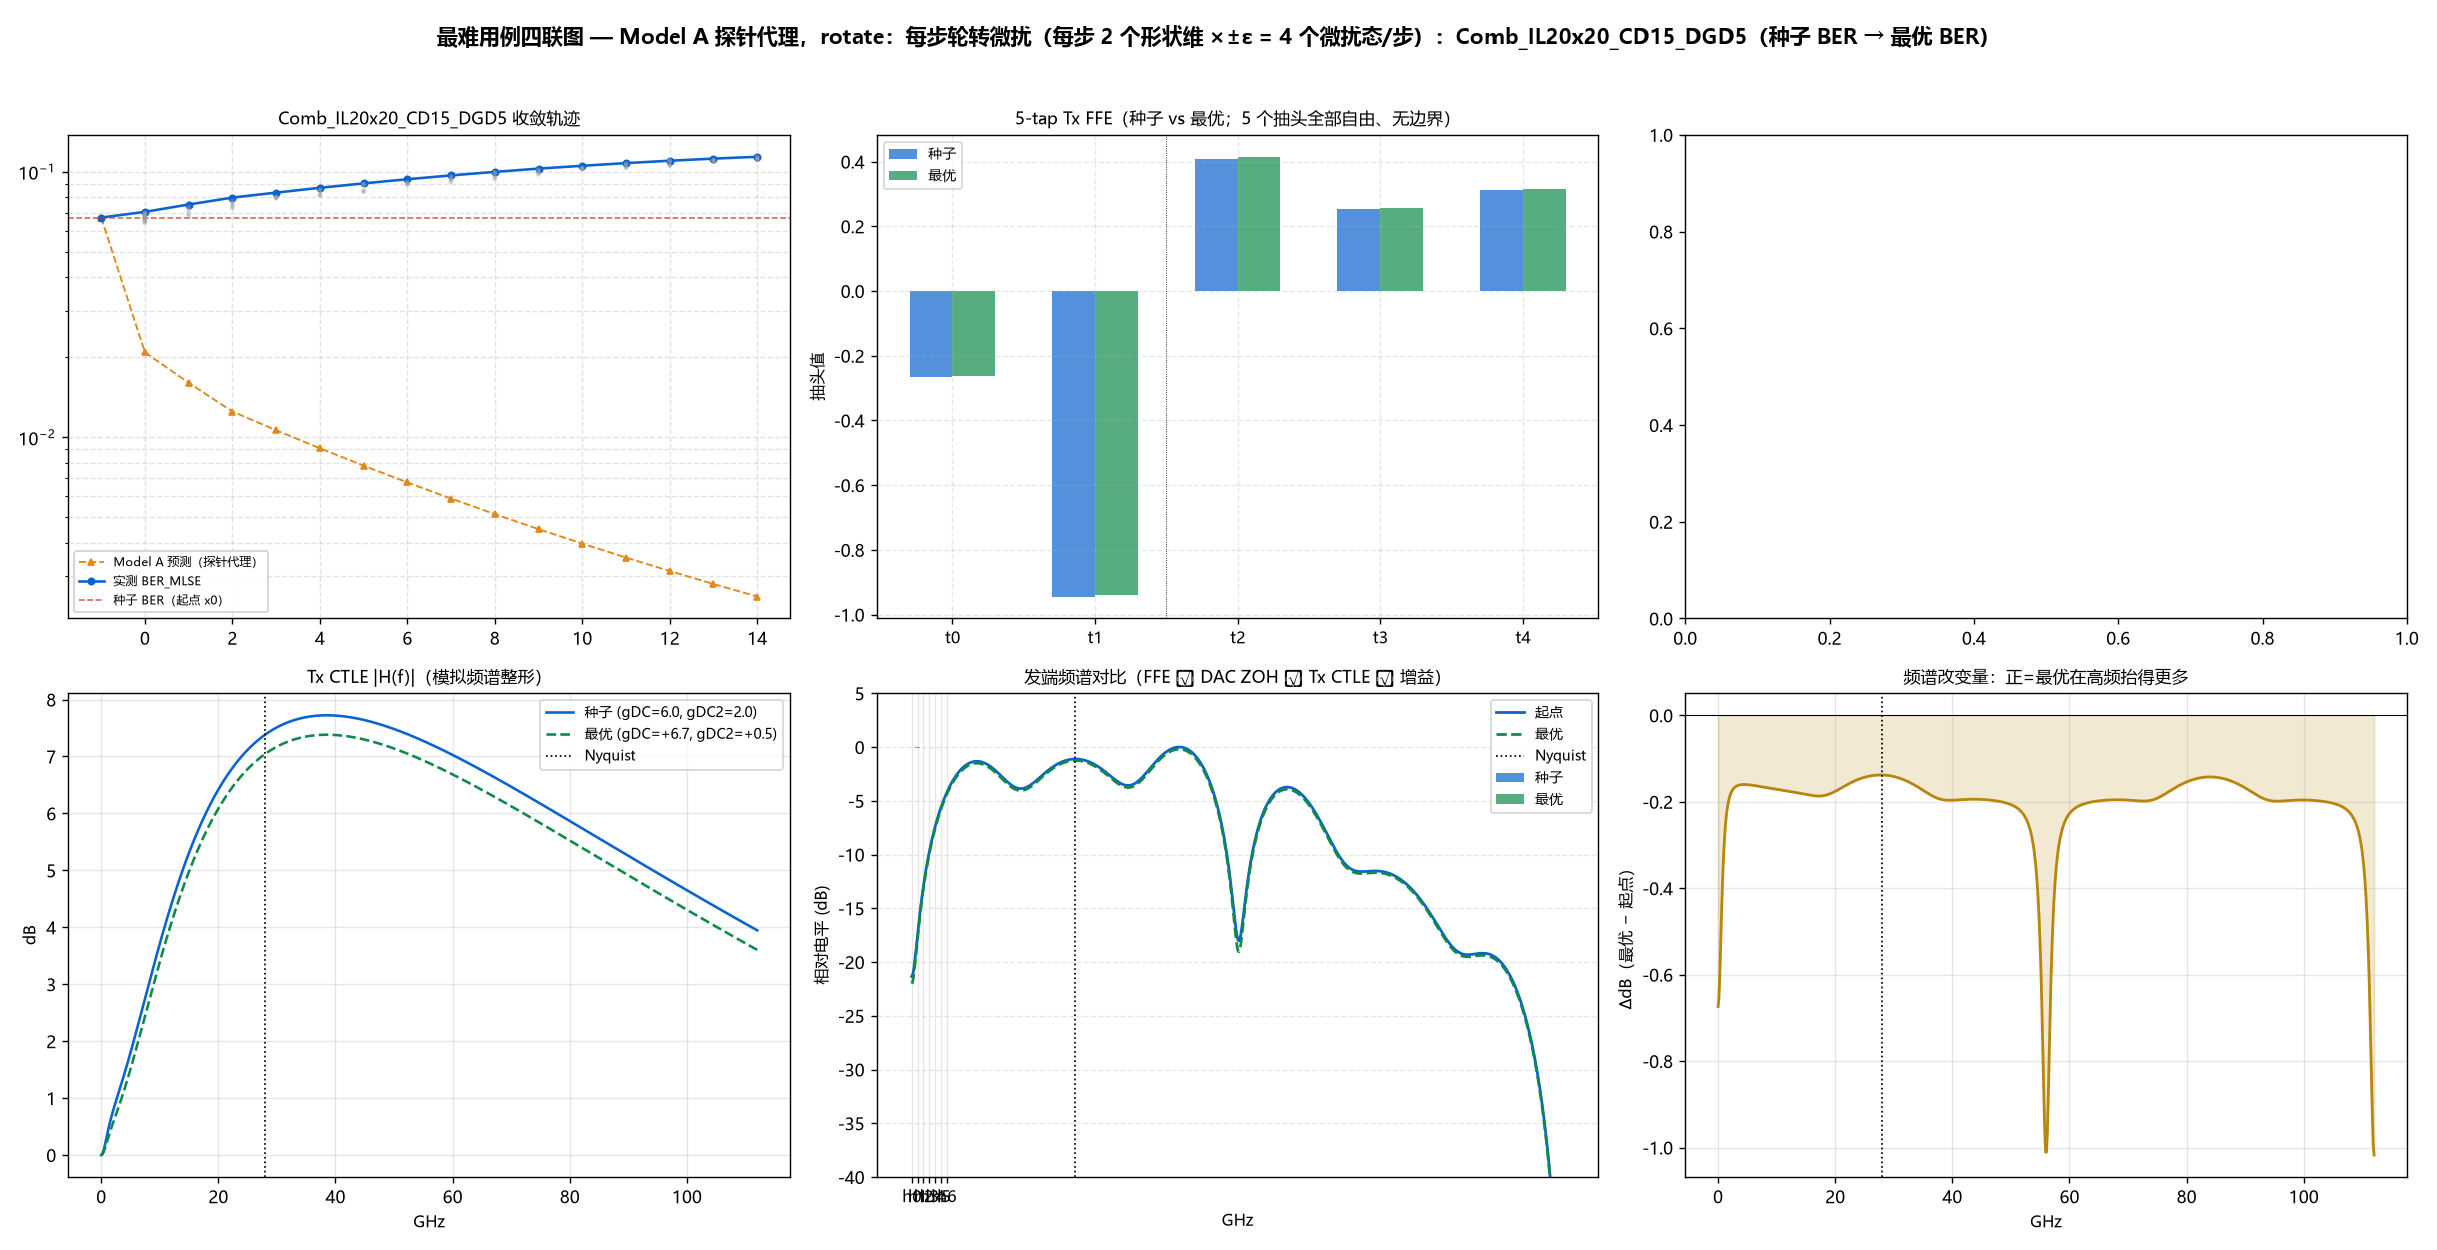 最难用例四联图 — Model A 探针代理，rotate：每步轮转微扰（每步 2 个形状维 ×±ε = 4 个微扰态/步）：Comb_IL20x20_CD15_DGD5（种子 BER → 最优 BER）
Comb_IL20x20_CD15_DGD5 收敛轨迹
10⁻¹
10⁻²
Model A 预测（探针代理）
实测 BER_MLSE
种子 BER（起点 x0）
0 2 4 6 8 10 12 14
5-tap Tx FFE（种子 vs 最优；5 个抽头全部自由、无边界）
抽头值
0.4
0.2
0.0
-0.2
-0.4
-0.6
-0.8
-1.0
种子
最优
t0 t1 t2 t3 t4
1.0
0.8
0.6
0.4
0.2
0.0
0.0 0.2 0.4 0.6 0.8 1.0
Tx CTLE |H(f)|（模拟频谱整形）
dB
8
7
6
5
4
3
2
1
0
种子 (gDC=6.0, gDC2=2.0)
最优 (gDC=+6.7, gDC2=+0.5)
Nyquist
0 20 40 60 80 100
GHz
发端频谱对比（FFE DAC ZOH Tx CTLE 增益）
相对电平 (dB)
5
0
-5
-10
-15
-20
-25
-30
-35
-40
起点
最优
Nyquist
种子
最优
GHz
频谱改变量：正=最优在高频抬得更多
ΔdB（最优 − 起点）
0.0
-0.2
-0.4
-0.6
-0.8
-1.0
0 20 40 60 80 100
GHz